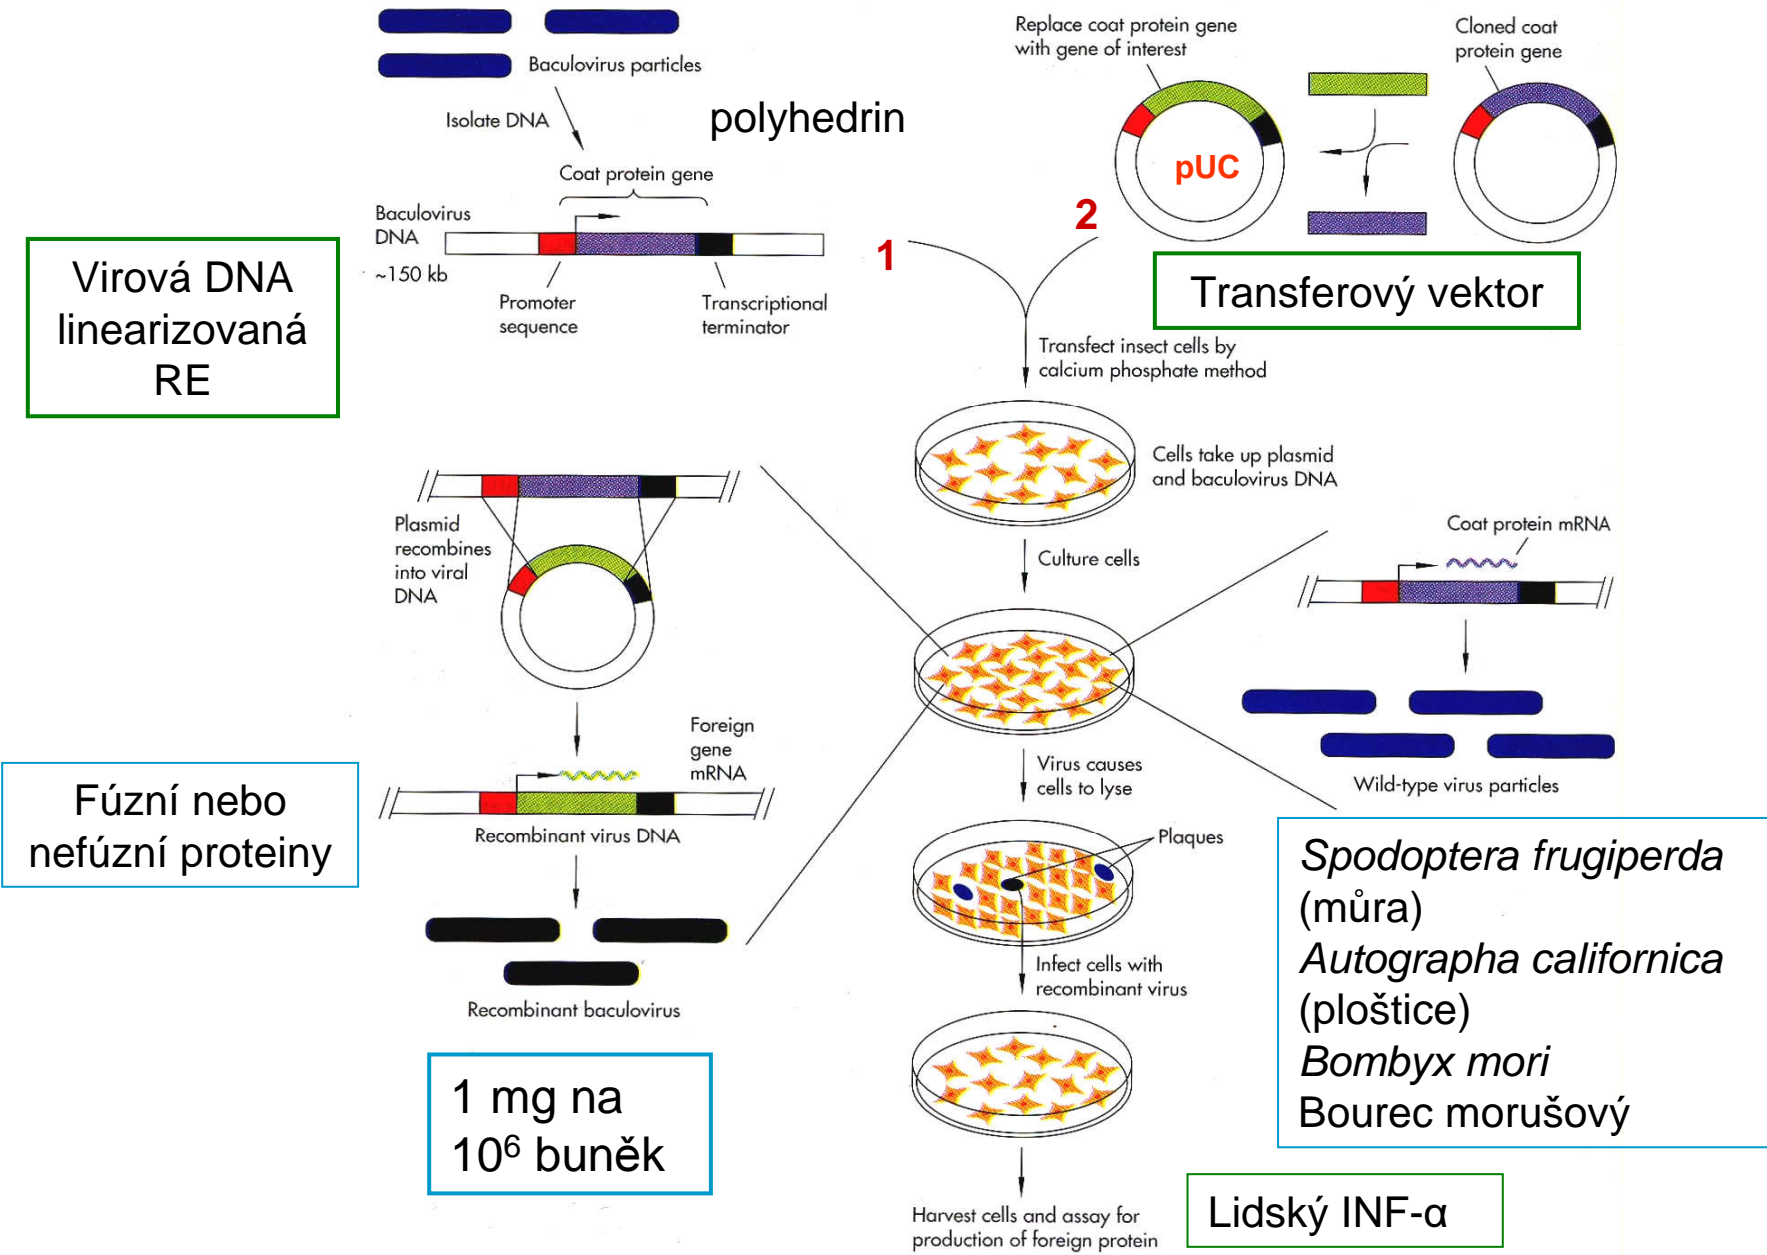 Baculovirus particles
Isolate DNA
polyhedrin
Coat protein gene
Baculovirus
DNA
~150 kb
Promoter
sequence
Transcriptional
terminator
Virová DNA
linearizovaná
RE
1
2
Replace coat protein gene
with gene of interest
Cloned coat
protein gene
pUC
Transferový vektor
Transfect insect cells by
calcium phosphate method
Cells take up plasmid
and baculovirus DNA
Culture cells
Plasmid
recombines
into viral
DNA
Foreign
gene
mRNA
Recombinant virus DNA
Recombinant baculovirus
Fúzní nebo
nefúzní proteiny
1 mg na
10⁶ buněk
Coat protein mRNA
Wild-type virus particles
Virus causes
cells to lyse
Plaques
Infect cells with
recombinant virus
Spodoptera frugiperda
(můra)
Autographa californica
(ploštice)
Bombyx mori
Bourec morušový
Harvest cells and assay for
production of foreign protein
Lidský INF-α